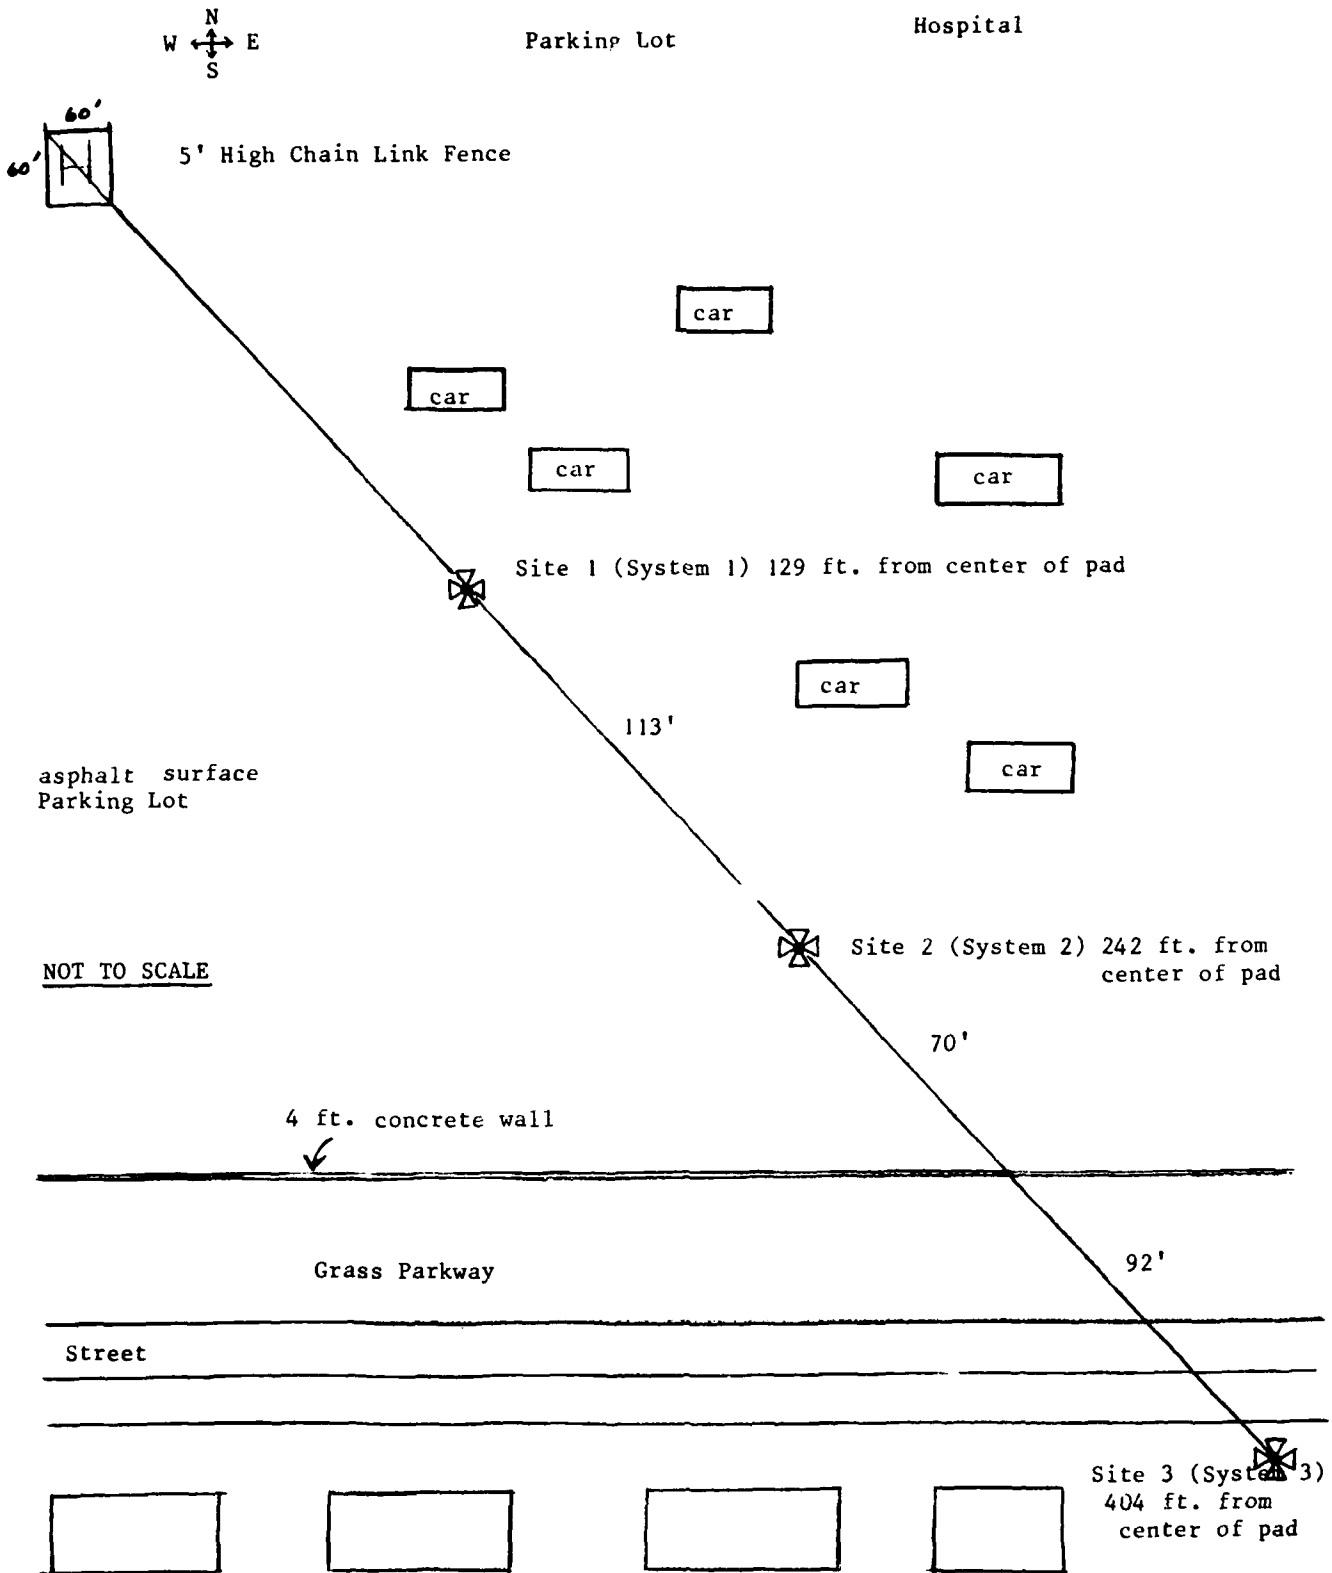 N
W E
S
Parking Lot
Hospital
60'
60'
H
5' High Chain Link Fence
car
car
car
car
Site 1 (System 1) 129 ft. from center of pad
car
113'
car
asphalt surface
Parking Lot
Site 2 (System 2) 242 ft. from
center of pad
NOT TO SCALE
70'
4 ft. concrete wall
92'
Grass Parkway
Street
Site 3 (System 3)
404 ft. from
center of pad